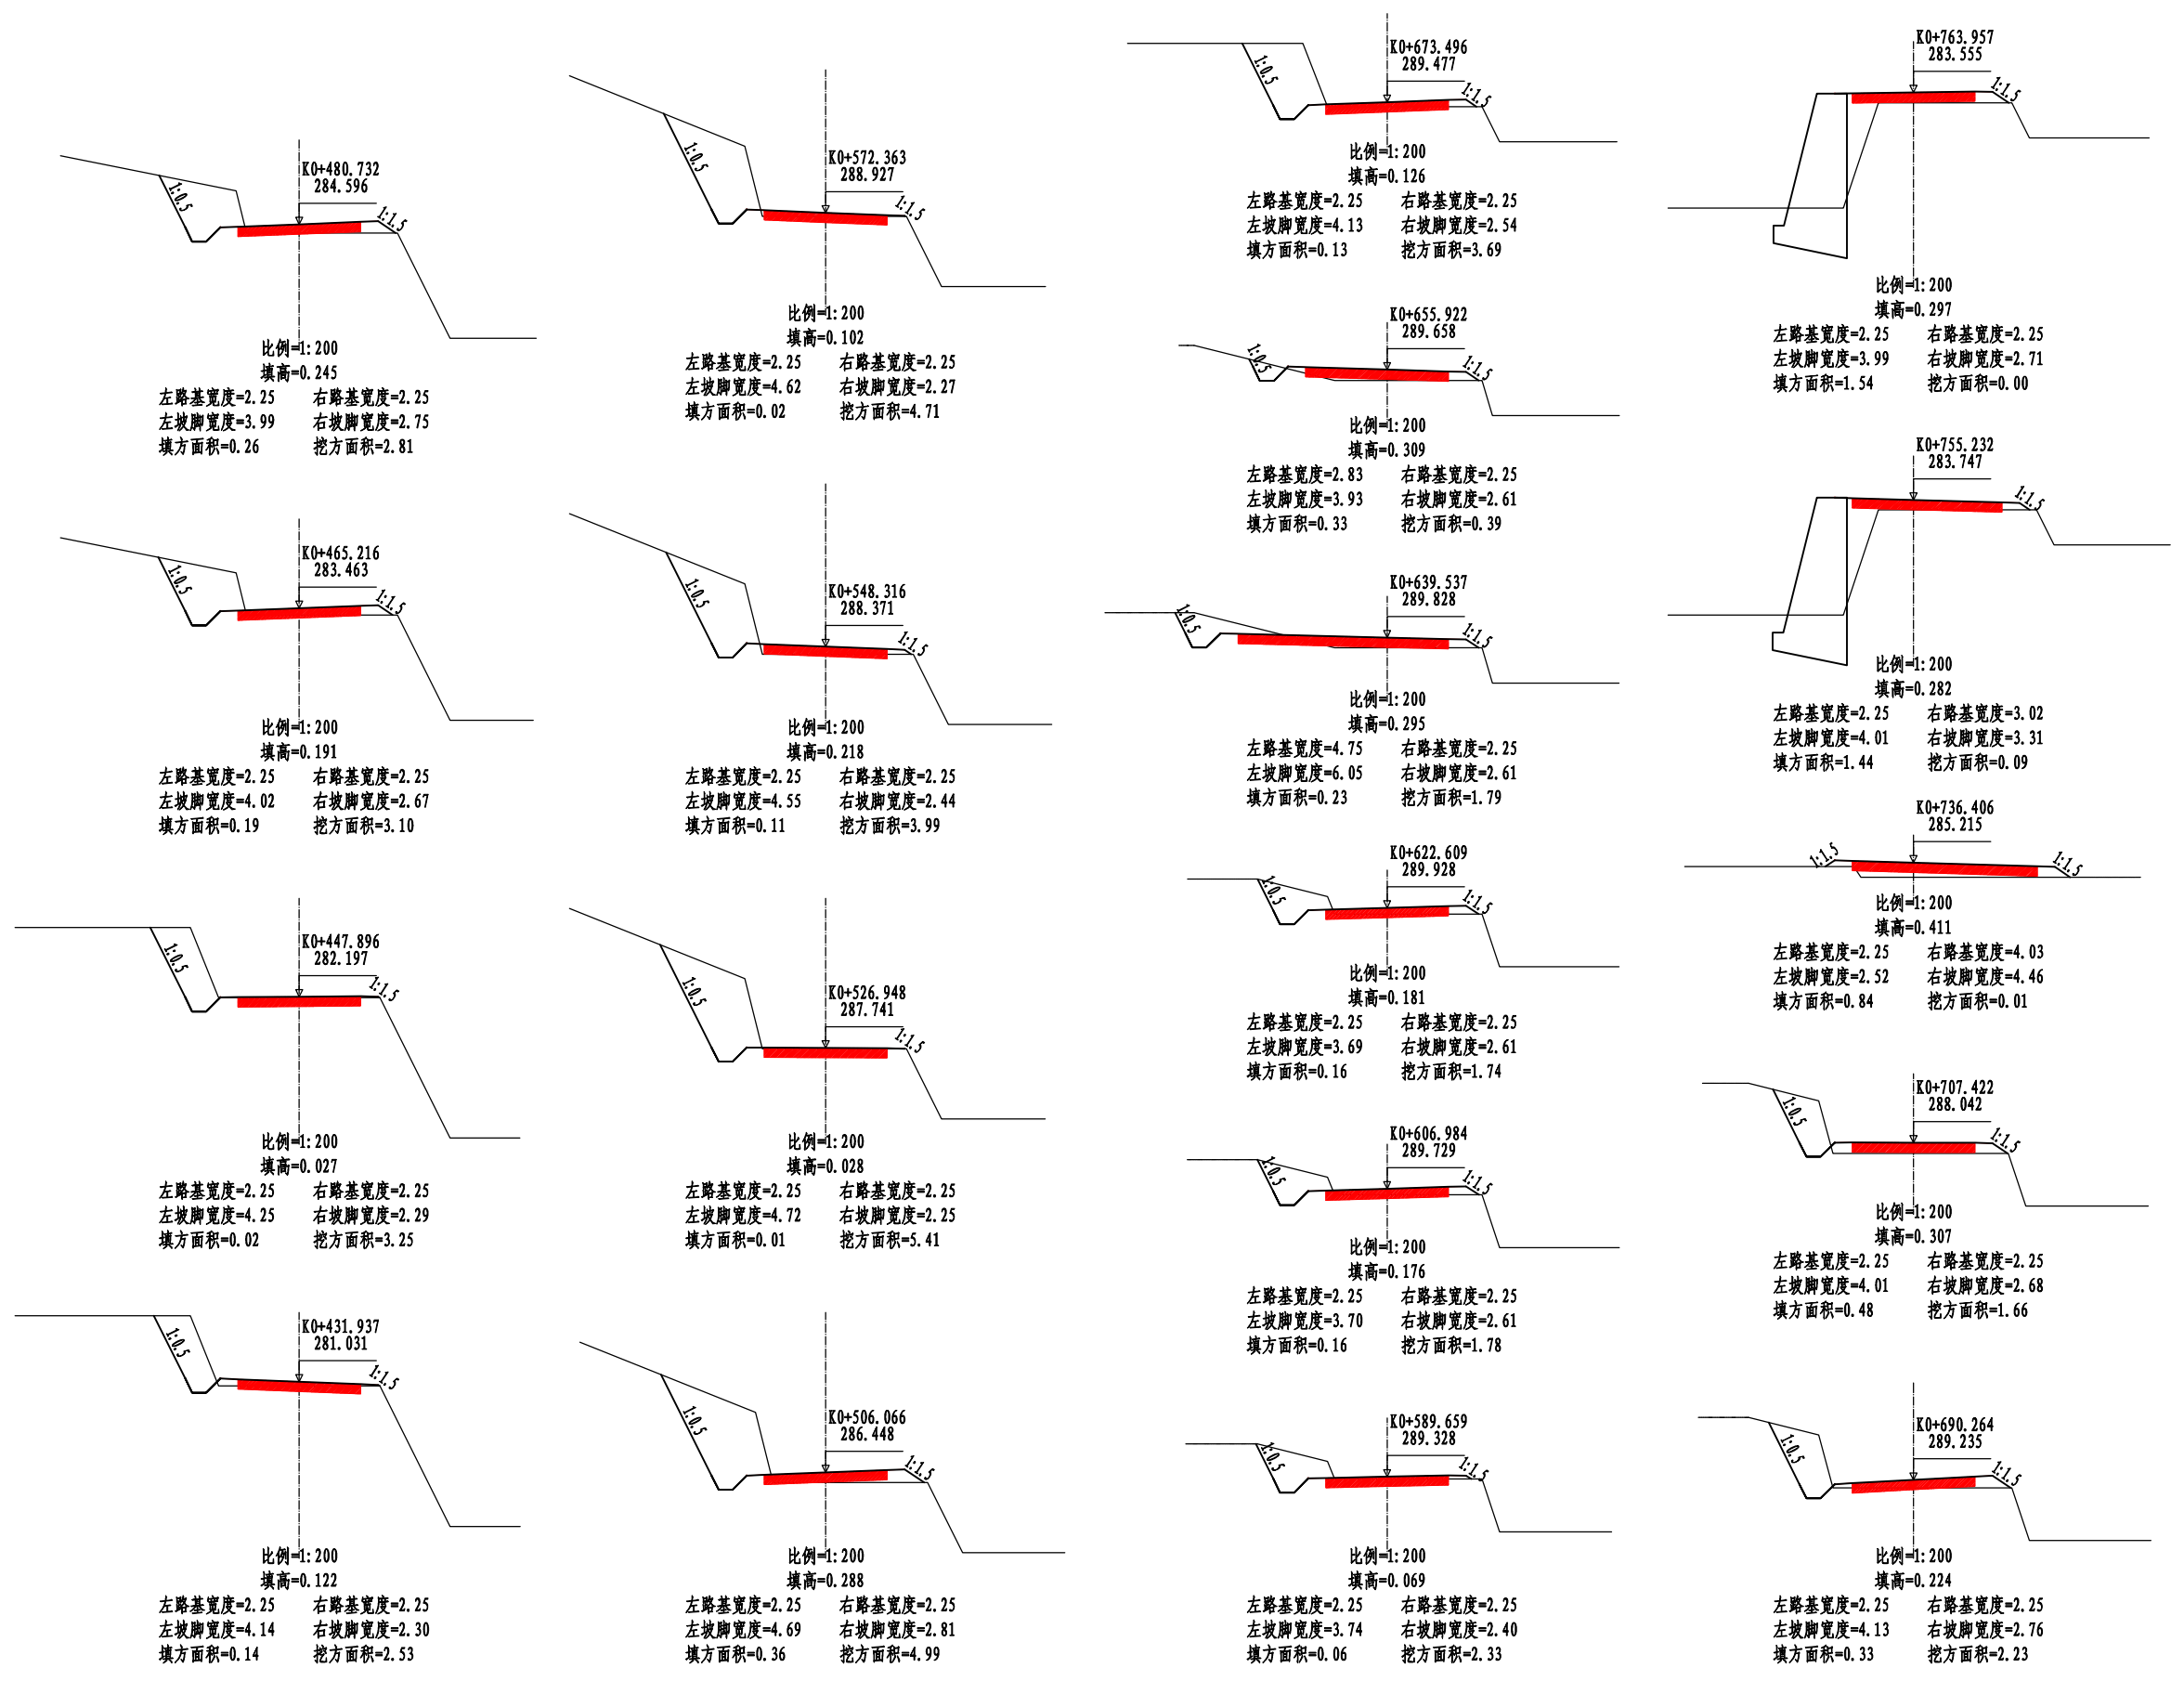 K0+480.732
284.596
1:0.5
1:1.5
比例=1:200
填高=0.245
左路基宽度=2.25 右路基宽度=2.25
左坡脚宽度=3.99 右坡脚宽度=2.75
填方面积=0.26 挖方面积=2.81
K0+465.216
283.463
1:0.5
1:1.5
比例=1:200
填高=0.191
左路基宽度=2.25 右路基宽度=2.25
左坡脚宽度=4.02 右坡脚宽度=2.67
填方面积=0.19 挖方面积=3.10
K0+447.896
282.197
1:0.5
1:1.5
比例=1:200
填高=0.027
左路基宽度=2.25 右路基宽度=2.25
左坡脚宽度=4.25 右坡脚宽度=2.29
填方面积=0.02 挖方面积=3.25
K0+431.937
281.031
1:0.5
1:1.5
比例=1:200
填高=0.122
左路基宽度=2.25 右路基宽度=2.25
左坡脚宽度=4.14 右坡脚宽度=2.30
填方面积=0.14 挖方面积=2.53
K0+572.363
288.927
1:0.5
1:1.5
比例=1:200
填高=0.102
左路基宽度=2.25 右路基宽度=2.25
左坡脚宽度=4.62 右坡脚宽度=2.27
填方面积=0.02 挖方面积=4.71
K0+548.316
288.371
1:0.5
1:1.5
比例=1:200
填高=0.218
左路基宽度=2.25 右路基宽度=2.25
左坡脚宽度=4.55 右坡脚宽度=2.44
填方面积=0.11 挖方面积=3.99
K0+526.948
287.741
1:0.5
1:1.5
比例=1:200
填高=0.028
左路基宽度=2.25 右路基宽度=2.25
左坡脚宽度=4.72 右坡脚宽度=2.25
填方面积=0.01 挖方面积=5.41
K0+506.066
286.448
1:0.5
1:1.5
比例=1:200
填高=0.288
左路基宽度=2.25 右路基宽度=2.25
左坡脚宽度=4.69 右坡脚宽度=2.81
填方面积=0.36 挖方面积=4.99
K0+673.496
289.477
1:0.5
1:1.5
比例=1:200
填高=0.126
左路基宽度=2.25 右路基宽度=2.25
左坡脚宽度=4.13 右坡脚宽度=2.54
填方面积=0.13 挖方面积=3.69
K0+655.922
289.658
1:0.5
1:1.5
比例=1:200
填高=0.309
左路基宽度=2.83 右路基宽度=2.25
左坡脚宽度=3.93 右坡脚宽度=2.61
填方面积=0.33 挖方面积=0.39
K0+639.537
289.828
1:0.5
1:1.5
比例=1:200
填高=0.295
左路基宽度=4.75 右路基宽度=2.25
左坡脚宽度=6.05 右坡脚宽度=2.61
填方面积=0.23 挖方面积=1.79
K0+622.609
289.928
1:0.5
1:1.5
比例=1:200
填高=0.181
左路基宽度=2.25 右路基宽度=2.25
左坡脚宽度=3.69 右坡脚宽度=2.61
填方面积=0.16 挖方面积=1.74
K0+606.984
289.729
1:0.5
1:1.5
比例=1:200
填高=0.176
左路基宽度=2.25 右路基宽度=2.25
左坡脚宽度=3.70 右坡脚宽度=2.61
填方面积=0.16 挖方面积=1.78
K0+589.659
289.328
1:0.5
1:1.5
比例=1:200
填高=0.069
左路基宽度=2.25 右路基宽度=2.25
左坡脚宽度=3.74 右坡脚宽度=2.40
填方面积=0.06 挖方面积=2.33
K0+763.957
283.555
1:1.5
比例=1:200
填高=0.297
左路基宽度=2.25 右路基宽度=2.25
左坡脚宽度=3.99 右坡脚宽度=2.71
填方面积=1.54 挖方面积=0.00
K0+755.232
283.747
1:1.5
比例=1:200
填高=0.282
左路基宽度=2.25 右路基宽度=3.02
左坡脚宽度=4.01 右坡脚宽度=3.31
填方面积=1.44 挖方面积=0.09
K0+736.406
285.215
1:1.5
1:1.5
比例=1:200
填高=0.411
左路基宽度=2.25 右路基宽度=4.03
左坡脚宽度=2.52 右坡脚宽度=4.46
填方面积=0.84 挖方面积=0.01
K0+707.422
288.042
1:0.5
1:1.5
比例=1:200
填高=0.307
左路基宽度=2.25 右路基宽度=2.25
左坡脚宽度=4.01 右坡脚宽度=2.68
填方面积=0.48 挖方面积=1.66
K0+690.264
289.235
1:0.5
1:1.5
比例=1:200
填高=0.224
左路基宽度=2.25 右路基宽度=2.25
左坡脚宽度=4.13 右坡脚宽度=2.76
填方面积=0.33 挖方面积=2.23